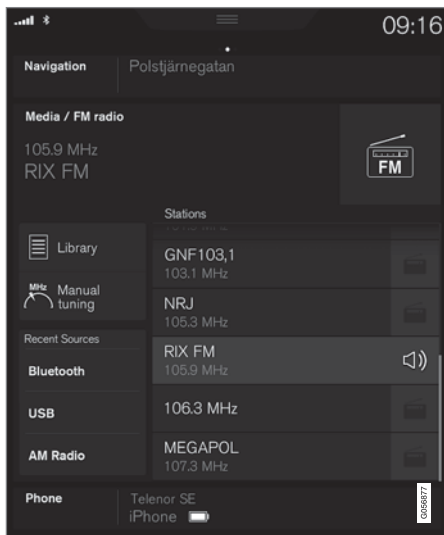 09:16
Navigation
Polstjärnegatan
Media / FM radio
105.9 MHz
RIX FM
FM
Stations
Library
MHz Manual
tuning
Recent Sources
Bluetooth
USB
AM Radio
GNF103,1
103.1 MHz
NRJ
105.3 MHz
RIX FM
105.9 MHz
106.3 MHz
MEGAPOL
107.3 MHz
Phone
Telenor SE
iPhone
G056877